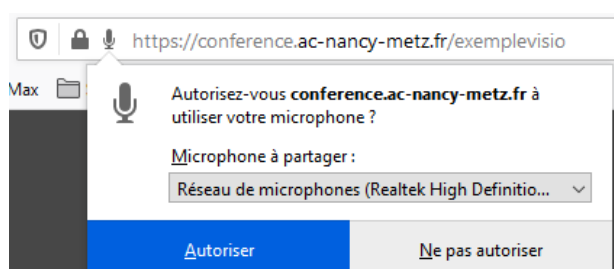 https://conference.ac-nancy-metz.fr/exemplevisio
Max
Autorisez-vous conference.ac-nancy-metz.fr à
utiliser votre microphone ?
Microphone à partager :
Réseau de microphones (Realtek High Definitio...
Autoriser
Ne pas autoriser